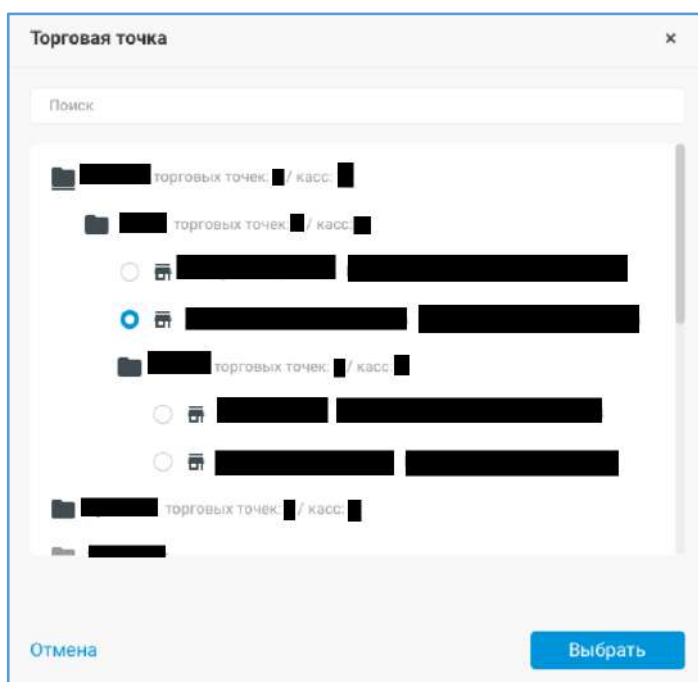 Торговая точка ×
Поиск
торговых точек: / касс:
торговых точек: / касс:
торговых точек: / касс:
торговых точек: / касс:
Отмена Выбрать